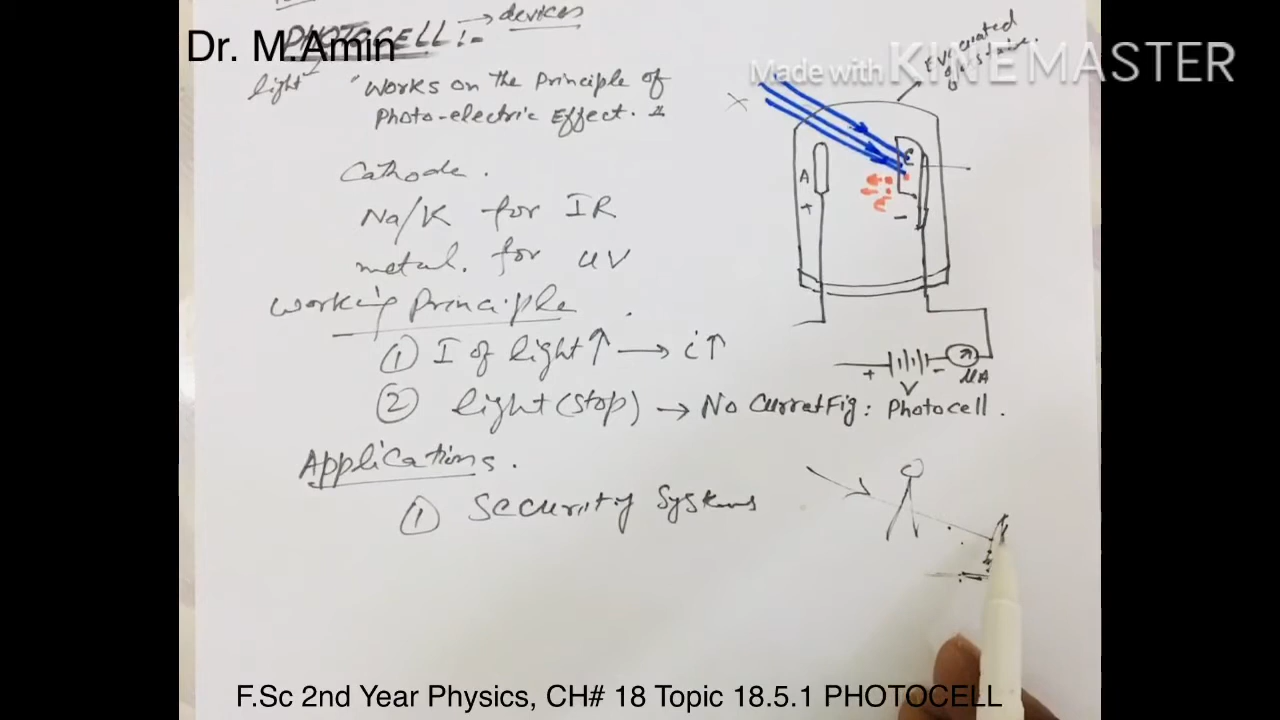 PHOTOCELL :- → devices
Dr. M.Amin
light
"Works on the Principle of
Photo-electric Effect."
Cathode.
Na/K for IR
metal. for UV
Working Principle
① I of light ↑ → i ↑
② light (stop) → No Current
Applications.
① Security Systems
Made with KINEMASTER
Evacuated
A
+
C
-
e
+ -
V
μA
Fig: Photocell.
F.Sc 2nd Year Physics, CH# 18 Topic 18.5.1 PHOTOCELL